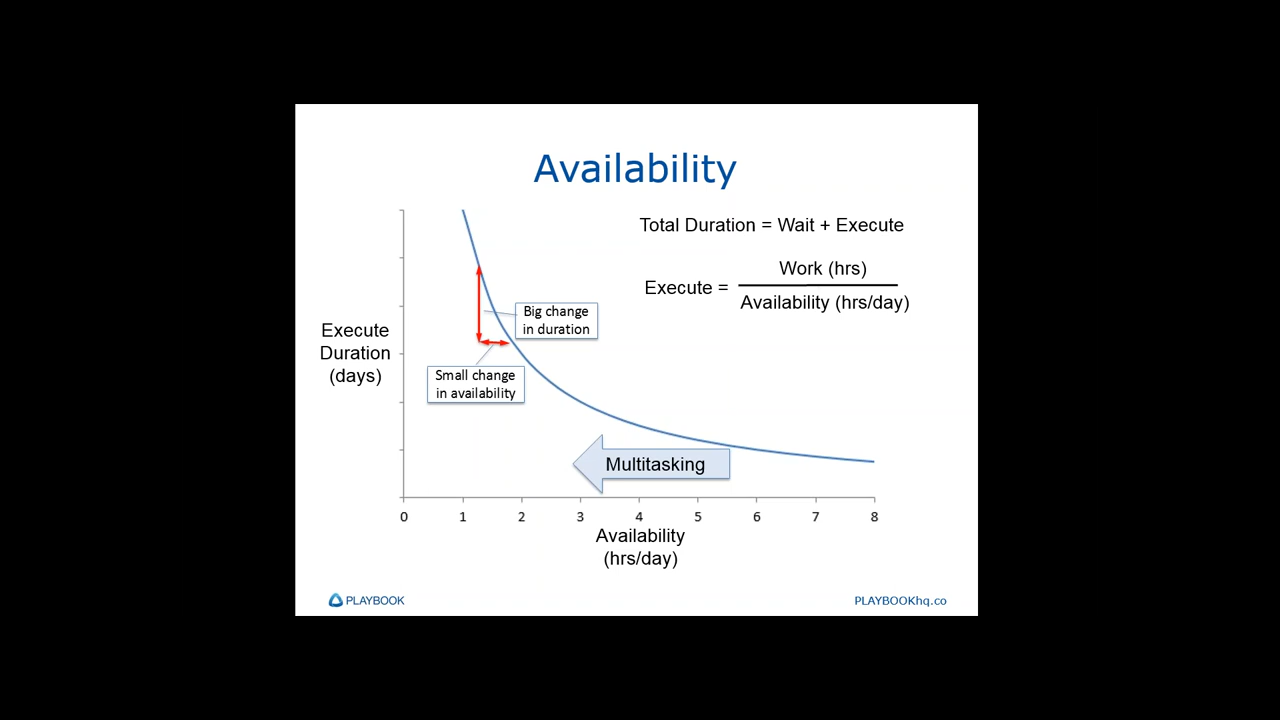 Availability
Total Duration = Wait + Execute
Work (hrs)
Execute =
Availability (hrs/day)
Big change
in duration
Execute
Duration
(days)
Small change
in availability
Multitasking
0 1 2 3 4 5 6 7 8
Availability
(hrs/day)
PLAYBOOK
PLAYBOOKhq.co